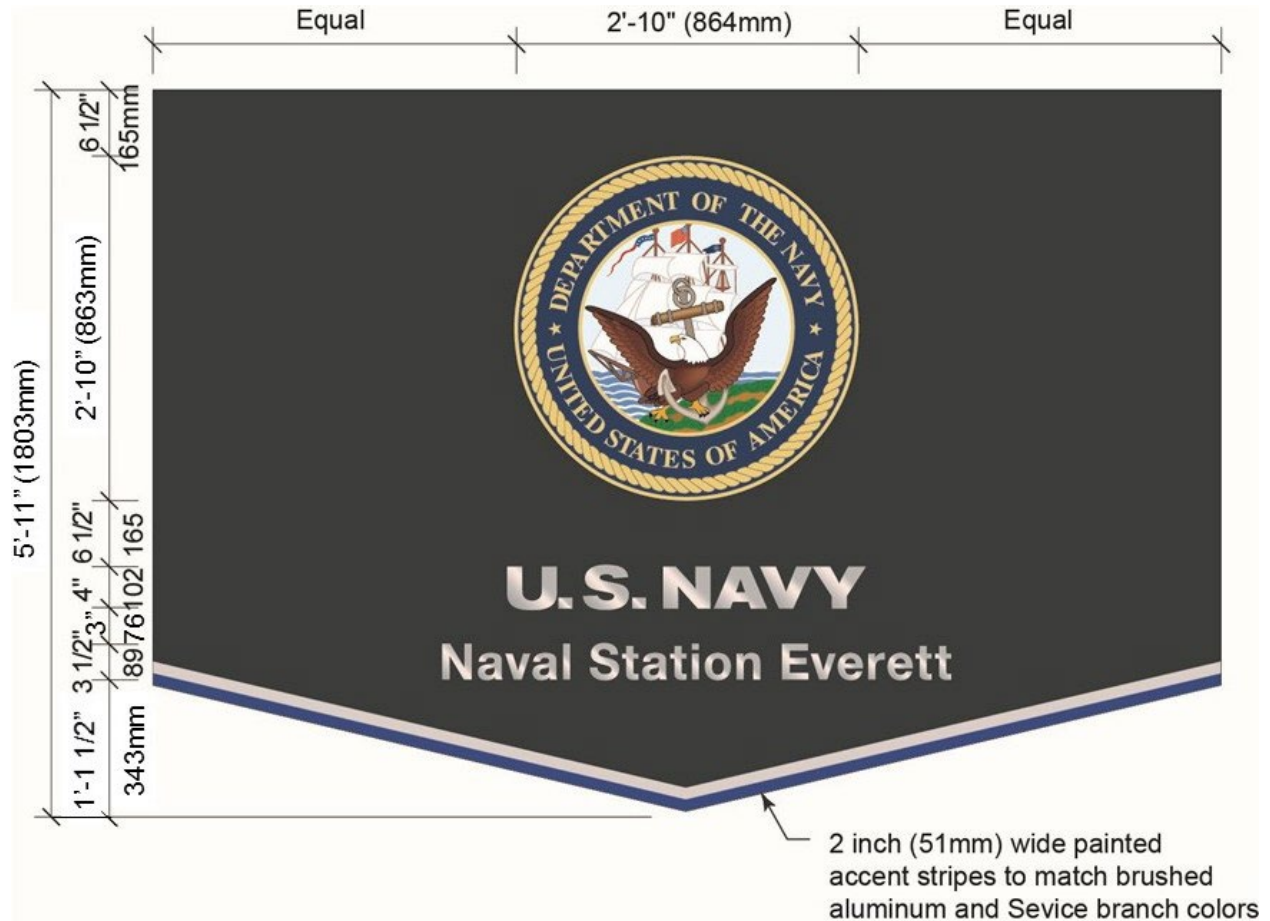 Equal
2'-10" (864mm)
Equal
6 1/2"
165mm
2'-10” (863mm)
5'-11” (1803mm)
6 1/2"
165
4"
102
3”
76
3 1/2"
89
1'-1 1/2”
343mm
DEPARTMENT OF THE NAVY
UNITED STATES OF AMERICA
U.S. NAVY
Naval Station Everett
2 inch (51mm) wide painted
accent stripes to match brushed
aluminum and Sevice branch colors